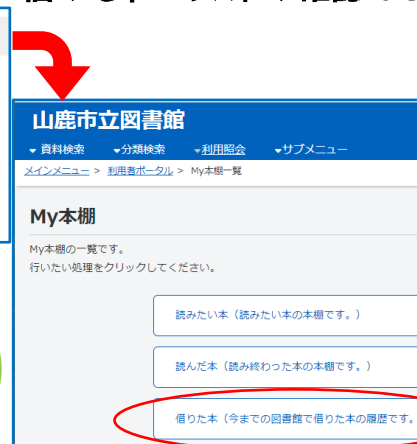 山鹿市立図書館
▼資料検索 ▼分類検索 ▼利用照会 ▼サブメニュー
メインメニュー > 利用者ポータル > My本棚一覧
My本棚
My本棚の一覧です。
行いたい処理をクリックしてください。
読みたい本（読みたい本の本棚です。）
読んだ本（読み終わった本の本棚です。）
借りた本（今までの図書館で借りた本の履歴です。